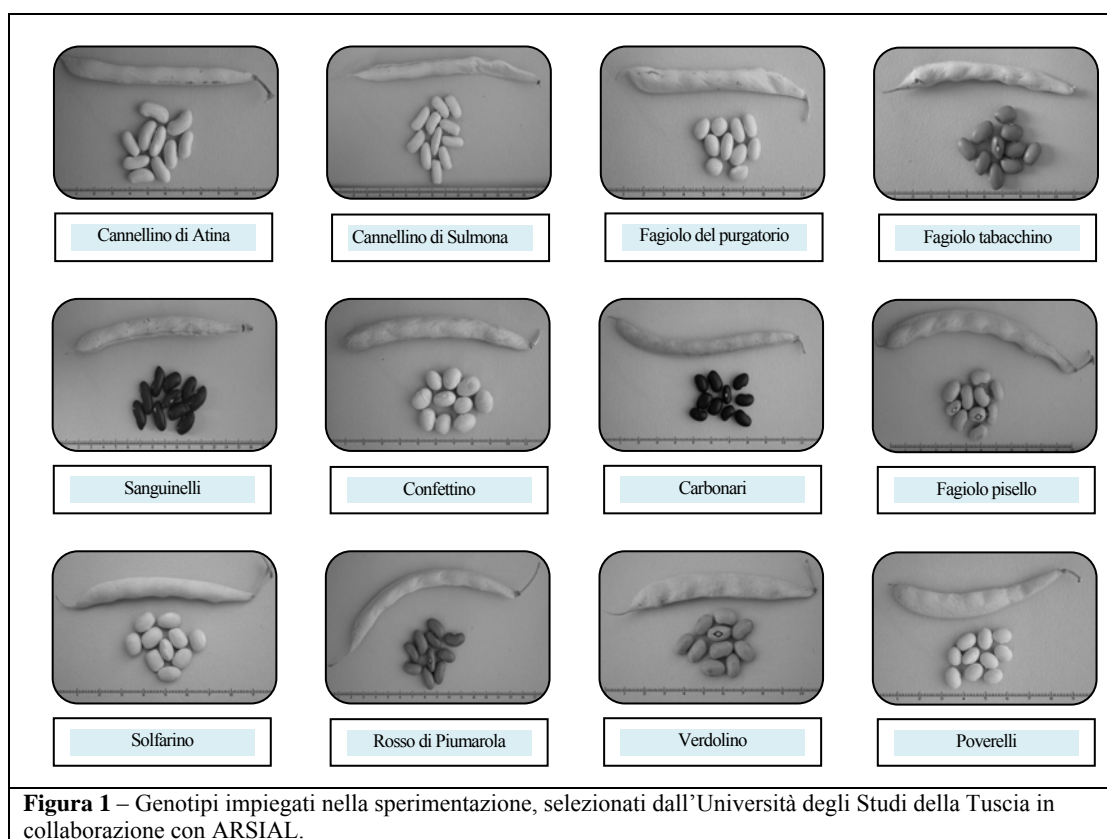 Cannellino di Atina
Cannellino di Sulmona
Fagiolo del purgatorio
Fagiolo tabacchino
Sanguinelli
Confettino
Carbonari
Fagiolo pisello
Solfarino
Rosso di Piumarola
Verdolino
Poverelli
Figura 1 – Genotipi impiegati nella sperimentazione, selezionati dall’Università degli Studi della Tuscia in
collaborazione con ARSIAL.